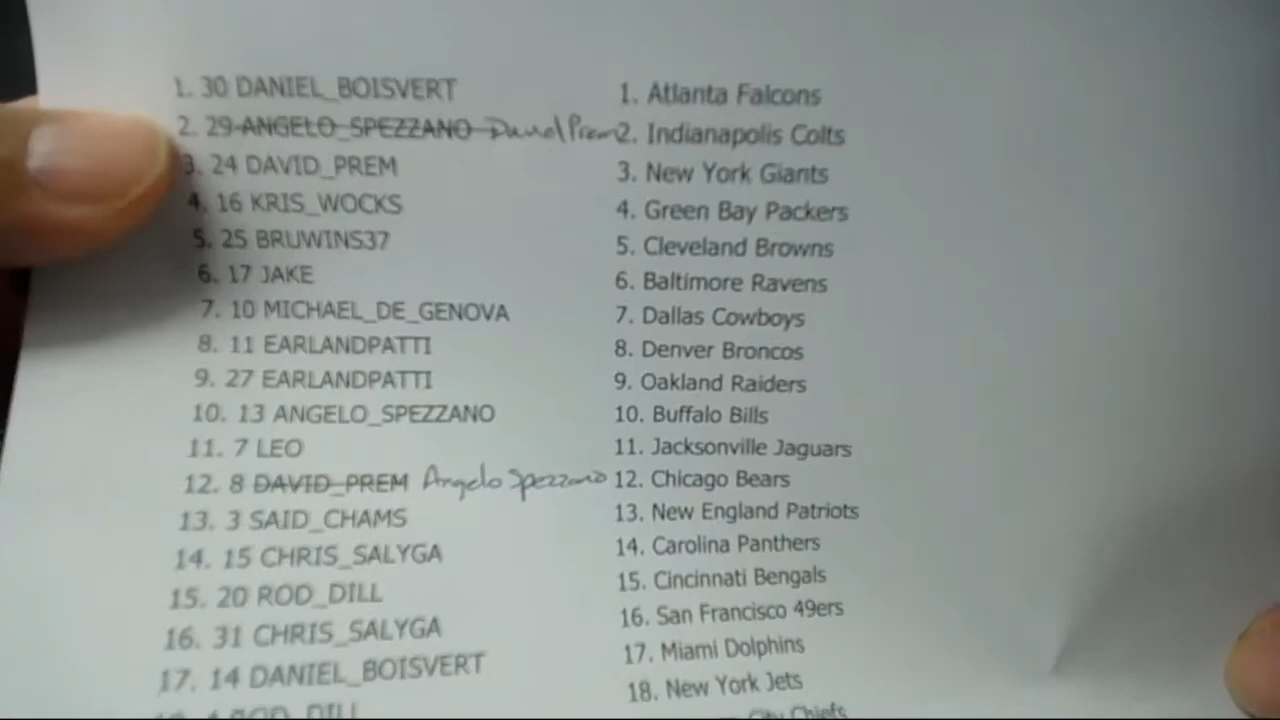 1. 30 DANIEL_BOISVERT 1. Atlanta Falcons
2. 29 ANGELO_SPEZZANO David Prem 2. Indianapolis Colts
3. 24 DAVID_PREM 3. New York Giants
4. 16 KRIS_WOCKS 4. Green Bay Packers
5. 25 BRUWINS37 5. Cleveland Browns
6. 17 JAKE 6. Baltimore Ravens
7. 10 MICHAEL_DE_GENOVA 7. Dallas Cowboys
8. 11 EARLANDPATTI 8. Denver Broncos
9. 27 EARLANDPATTI 9. Oakland Raiders
10. 13 ANGELO_SPEZZANO 10. Buffalo Bills
11. 7 LEO 11. Jacksonville Jaguars
12. 8 DAVID_PREM Angelo Spezzano 12. Chicago Bears
13. 3 SAID_CHAMS 13. New England Patriots
14. 15 CHRIS_SALYGA 14. Carolina Panthers
15. 20 ROD_DILL 15. Cincinnati Bengals
16. 31 CHRIS_SALYGA 16. San Francisco 49ers
17. 14 DANIEL_BOISVERT 17. Miami Dolphins
18. New York Jets
ROD_DILL City Chiefs